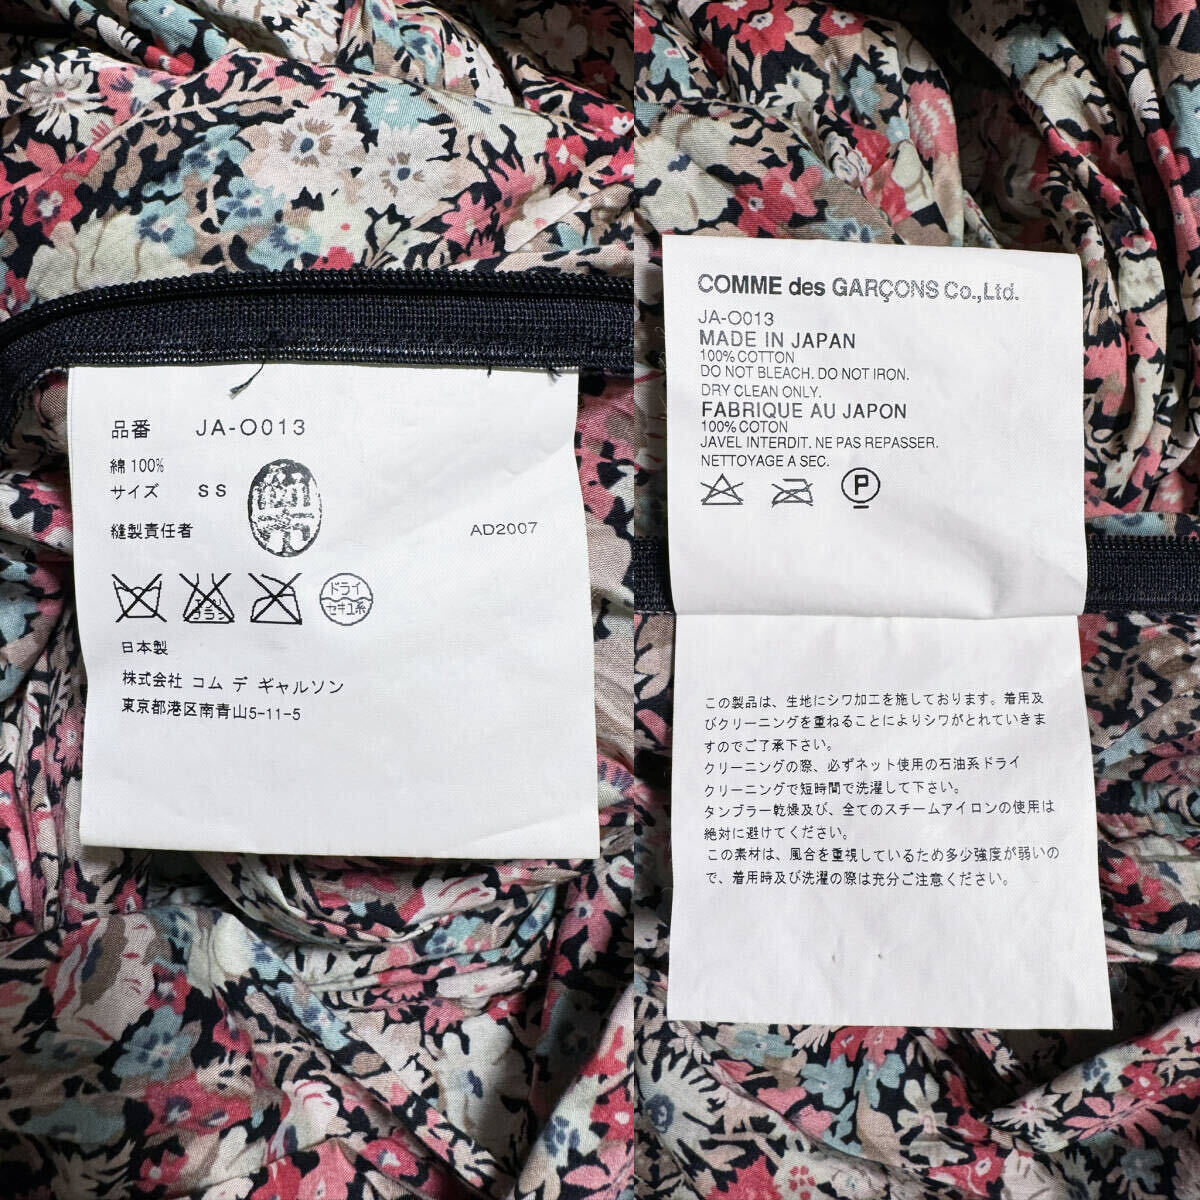 品番 JA-O013
綿100%
サイズ SS
縫製責任者
AD2007
エンソ
サラシ
ドライ
セキユ系
日本製
株式会社 コム デ ギャルソン
東京都港区南青山5-11-5
COMME des GARÇONS Co.,Ltd.
JA-O013
MADE IN JAPAN
100% COTTON
DO NOT BLEACH. DO NOT IRON.
DRY CLEAN ONLY.
FABRIQUE AU JAPON
100% COTON
JAVEL INTERDIT. NE PAS REPASSER.
NETTOYAGE A SEC.
P
この製品は、生地にシワ加工を施しております。着用及
びクリーニングを重ねることによりシワがとれていきま
すのでご了承下さい。
クリーニングの際、必ずネット使用の石油系ドライ
クリーニングで短時間で洗濯して下さい。
タンブラー乾燥及び、全てのスチームアイロンの使用は
絶対に避けてください。
この素材は、風合を重視しているため多少強度が弱いの
で、着用時及び洗濯の際は充分ご注意ください。